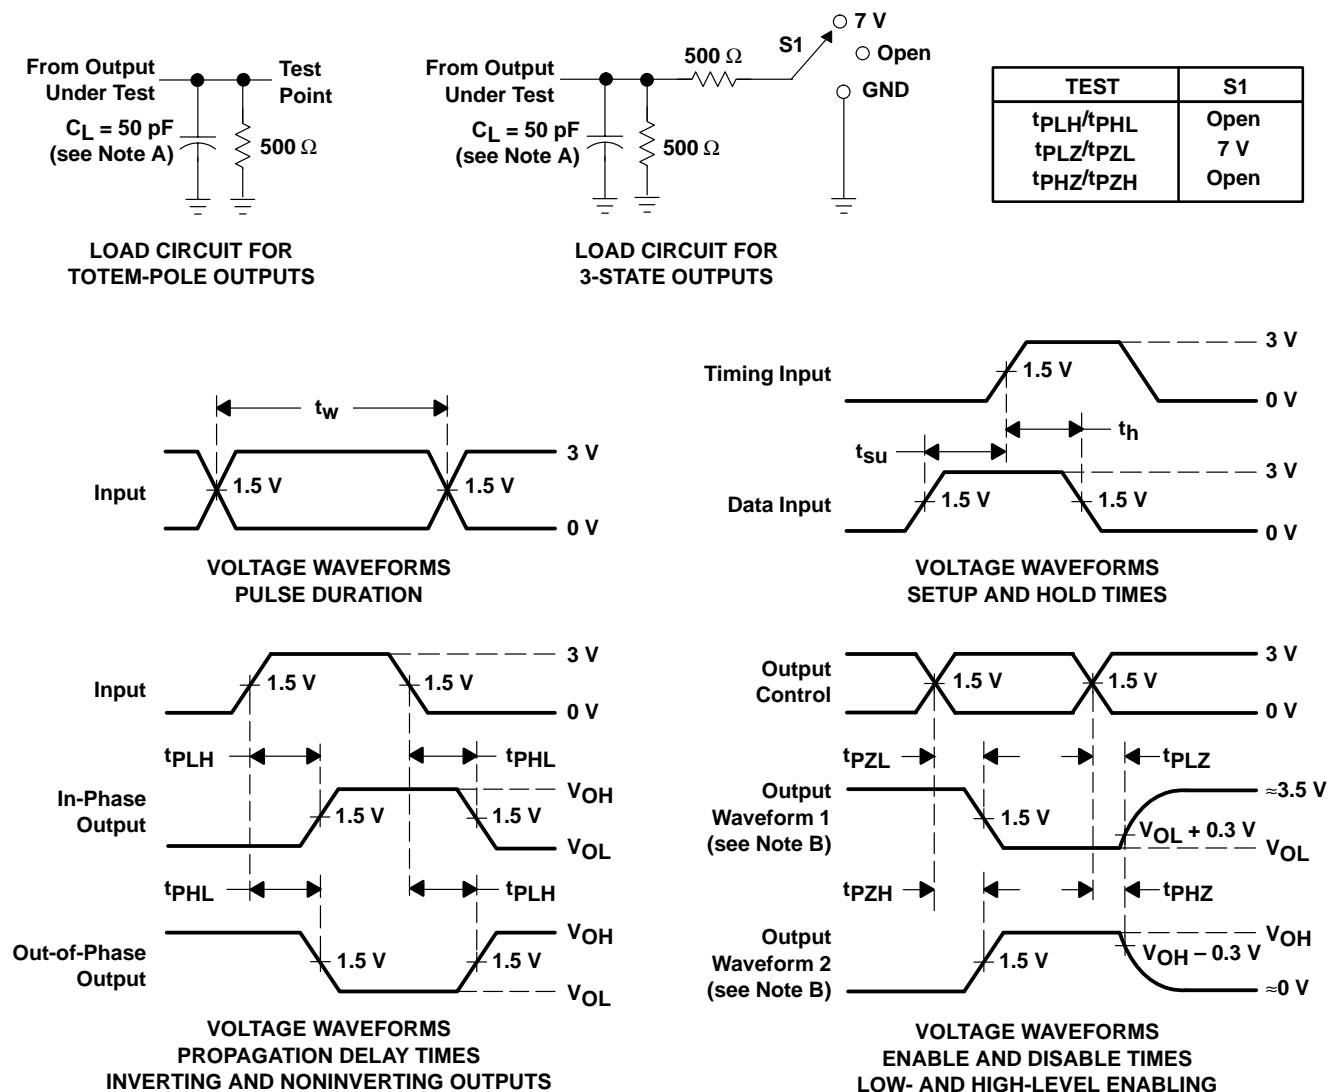 From Output
Under Test
Test
Point
CL = 50 pF
(see Note A)
500 Ω
LOAD CIRCUIT FOR
TOTEM-POLE OUTPUTS
From Output
Under Test
CL = 50 pF
(see Note A)
500 Ω
500 Ω
S1
7 V
Open
GND
LOAD CIRCUIT FOR
3-STATE OUTPUTS
TEST S1
tPLH/tPHL Open
tPLZ/tPZL 7 V
tPHZ/tPZH Open
tw
Input
1.5 V
1.5 V
3 V
0 V
VOLTAGE WAVEFORMS
PULSE DURATION
Timing Input
1.5 V
3 V
0 V
tsu
th
Data Input
1.5 V
1.5 V
3 V
0 V
VOLTAGE WAVEFORMS
SETUP AND HOLD TIMES
Input
1.5 V
1.5 V
3 V
0 V
tPLH
tPHL
In-Phase
Output
1.5 V
1.5 V
VOH
VOL
tPHL
tPLH
Out-of-Phase
Output
1.5 V
1.5 V
VOH
VOL
VOLTAGE WAVEFORMS
PROPAGATION DELAY TIMES
INVERTING AND NONINVERTING OUTPUTS
Output
Control
1.5 V
1.5 V
3 V
0 V
tPZL
tPLZ
Output
Waveform 1
(see Note B)
1.5 V
≈3.5 V
VOL + 0.3 V
VOL
tPZH
tPHZ
Output
Waveform 2
(see Note B)
1.5 V
VOH
VOH – 0.3 V
≈0 V
VOLTAGE WAVEFORMS
ENABLE AND DISABLE TIMES
LOW- AND HIGH-LEVEL ENABLING